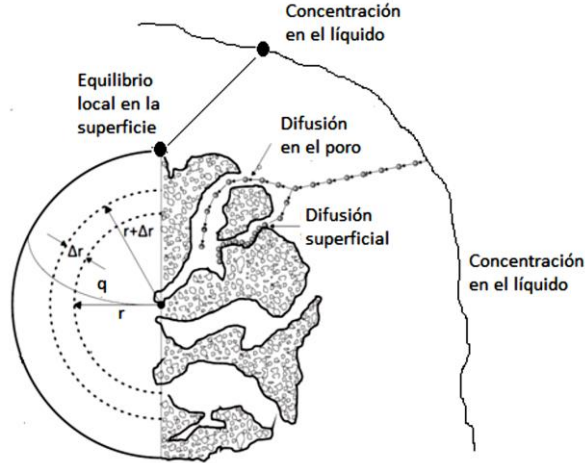 Concentración
en el líquido
Equilibrio
local en la
superficie
Difusión
en el poro
r+Δr
Difusión
superficial
Δr
q
r
Concentración
en el líquido